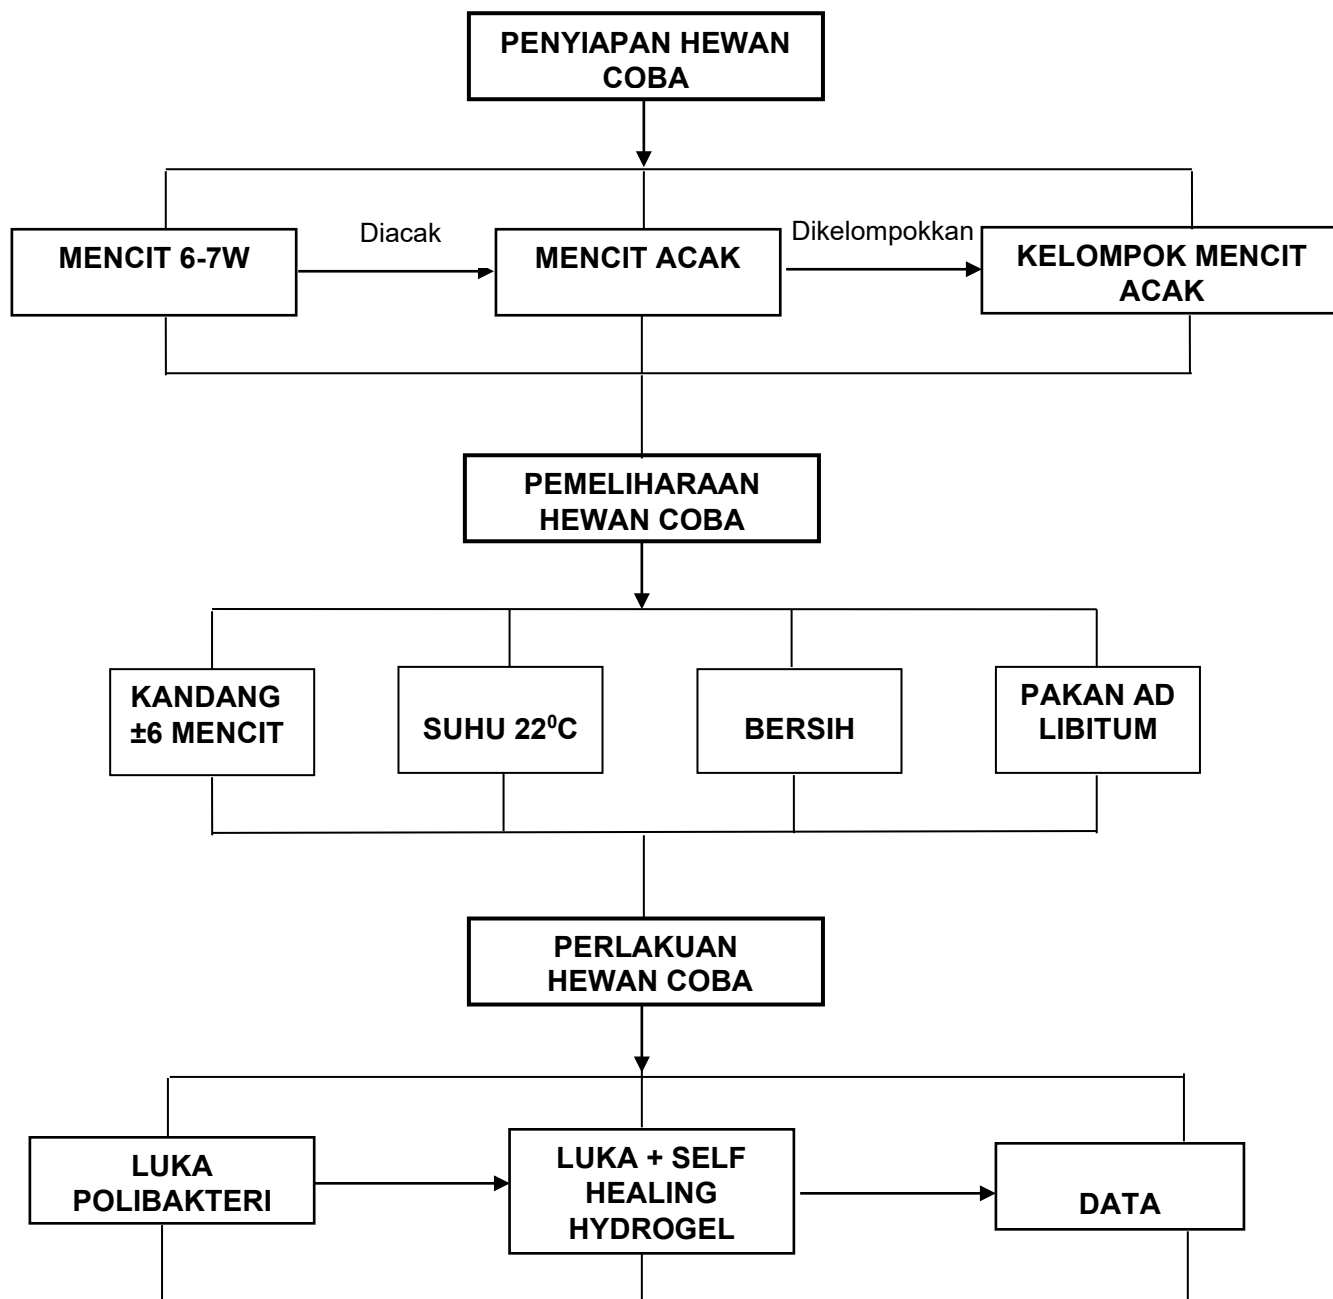 PENYIAPAN HEWAN
COBA
Diacak
Dikelompokkan
MENCIT 6-7W
MENCIT ACAK
KELOMPOK MENCIT
ACAK
PEMELIHARAAN
HEWAN COBA
KANDANG
±6 MENCIT
SUHU 22⁰C
BERSIH
PAKAN AD
LIBITUM
PERLAKUAN
HEWAN COBA
LUKA
POLIBAKTERI
LUKA + SELF
HEALING
HYDROGEL
DATA